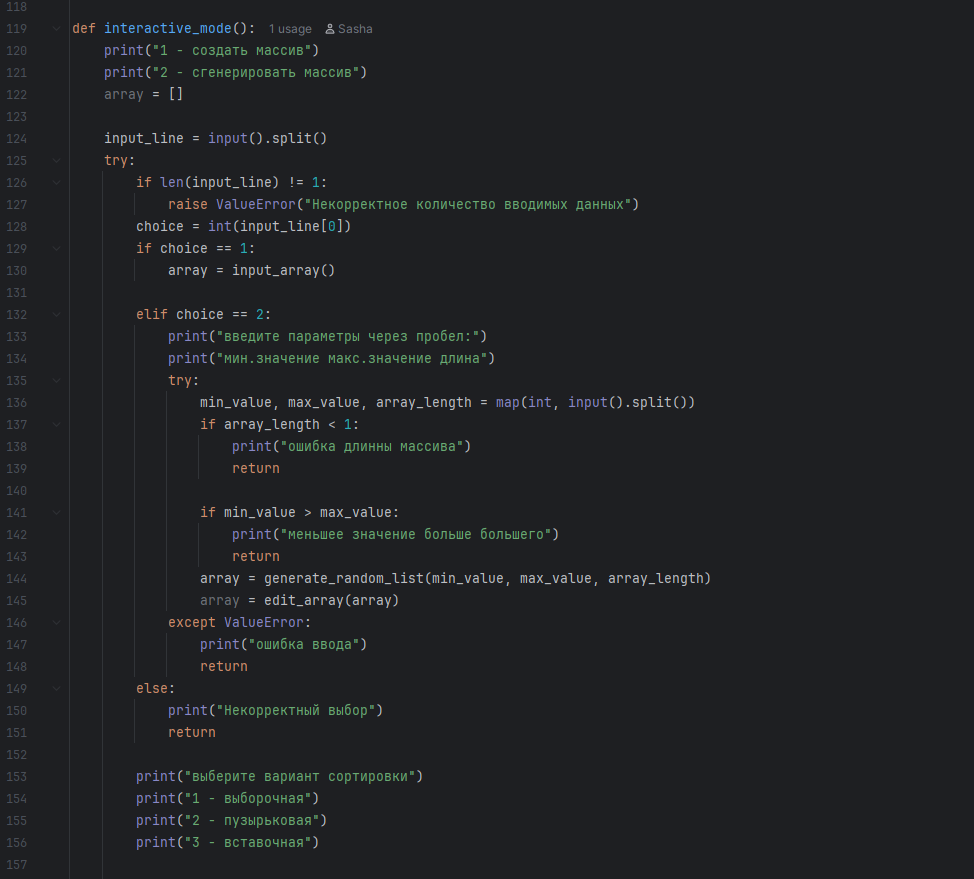 118
119 def interactive_mode(): 1 usage Sasha
120 print("1 - создать массив")
121 print("2 - сгенерировать массив")
122 array = []
123
124 input_line = input().split()
125 try:
126 if len(input_line) != 1:
127 raise ValueError("Некорректное количество вводимых данных")
128 choice = int(input_line[0])
129 if choice == 1:
130 array = input_array()
131
132 elif choice == 2:
133 print("введите параметры через пробел:")
134 print("мин.значение макс.значение длина")
135 try:
136 min_value, max_value, array_length = map(int, input().split())
137 if array_length < 1:
138 print("ошибка длинны массива")
139 return
140
141 if min_value > max_value:
142 print("меньшее значение больше большего")
143 return
144 array = generate_random_list(min_value, max_value, array_length)
145 array = edit_array(array)
146 except ValueError:
147 print("ошибка ввода")
148 return
149 else:
150 print("Некорректный выбор")
151 return
152
153 print("выберите вариант сортировки")
154 print("1 - выборочная")
155 print("2 - пузырьковая")
156 print("3 - вставочная")
157